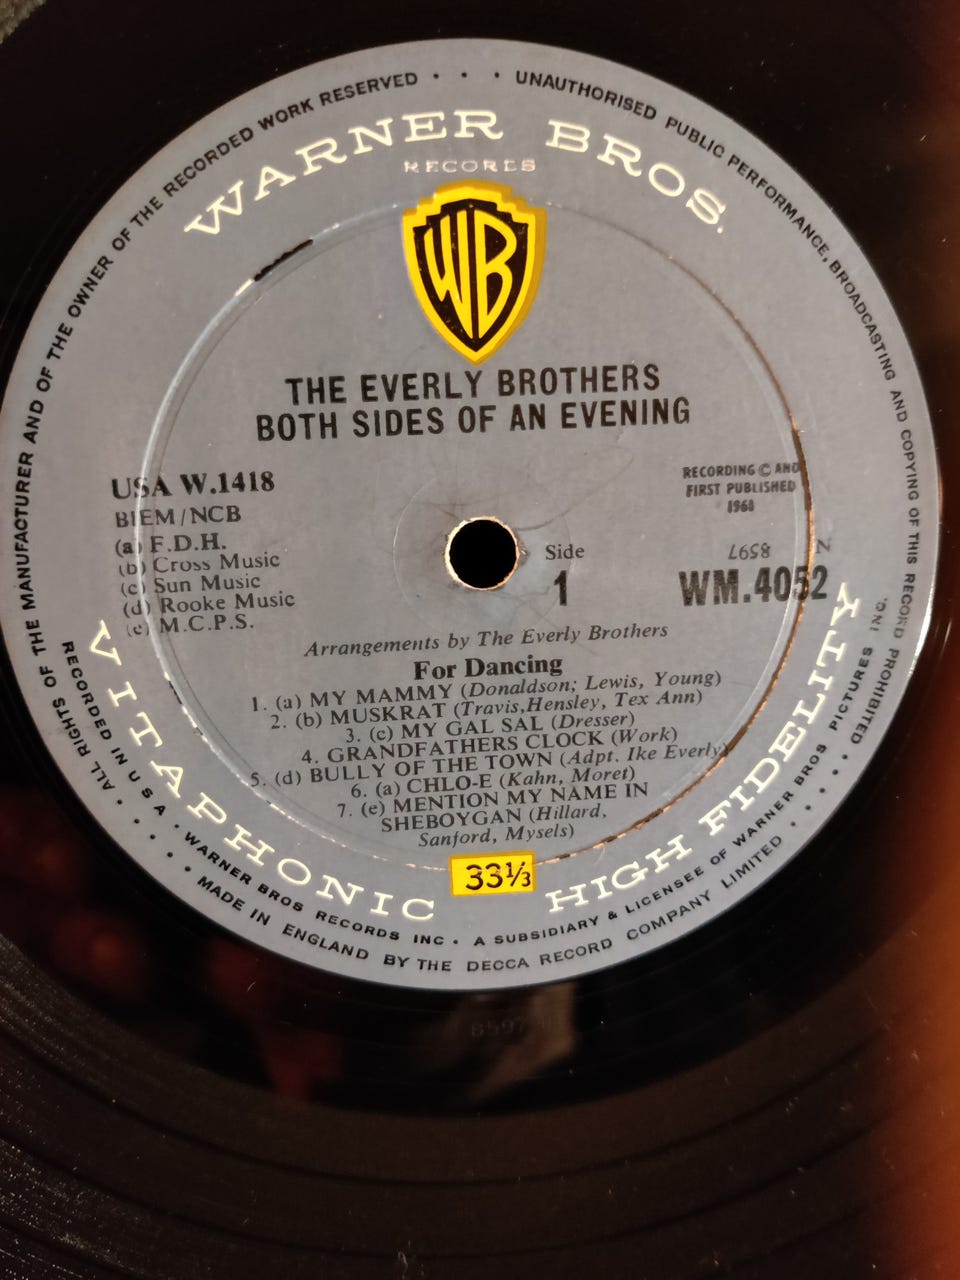 ALL RIGHTS OF THE MANUFACTURER AND OF THE OWNER OF THE RECORDED WORK RESERVED · · · UNAUTHORISED PUBLIC PERFORMANCE, BROADCASTING AND COPYING OF THIS RECORD PROHIBITED
WARNER BROS.
RECORDS
WB
THE EVERLY BROTHERS
BOTH SIDES OF AN EVENING
USA W.1418
BIEM/NCB
(a) F.D.H.
(b) Cross Music
(c) Sun Music
(d) Rooke Music
(e) M.C.P.S.
RECORDING © AND
FIRST PUBLISHED
1961
Side
1
WM.4052
N
Arrangements by The Everly Brothers
For Dancing
1. (a) MY MAMMY (Donaldson; Lewis, Young)
2. (b) MUSKRAT (Travis,Hensley, Tex Ann)
3. (c) MY GAL SAL (Dresser)
4. GRANDFATHERS CLOCK (Work)
5. (d) BULLY OF THE TOWN (Adpt. Ike Everly)
6. (a) CHLO-E (Kahn, Moret)
7. (e) MENTION MY NAME IN
SHEBOYGAN (Hillard,
Sanford, Mysels)
33⅓
VITAPHONIC HIGH FIDELITY
RECORDED IN U S A · WARNER BROS RECORDS INC · A SUBSIDIARY & LICENSEE OF WARNER BROS PICTURES INC.
MADE IN ENGLAND BY THE DECCA RECORD COMPANY LIMITED